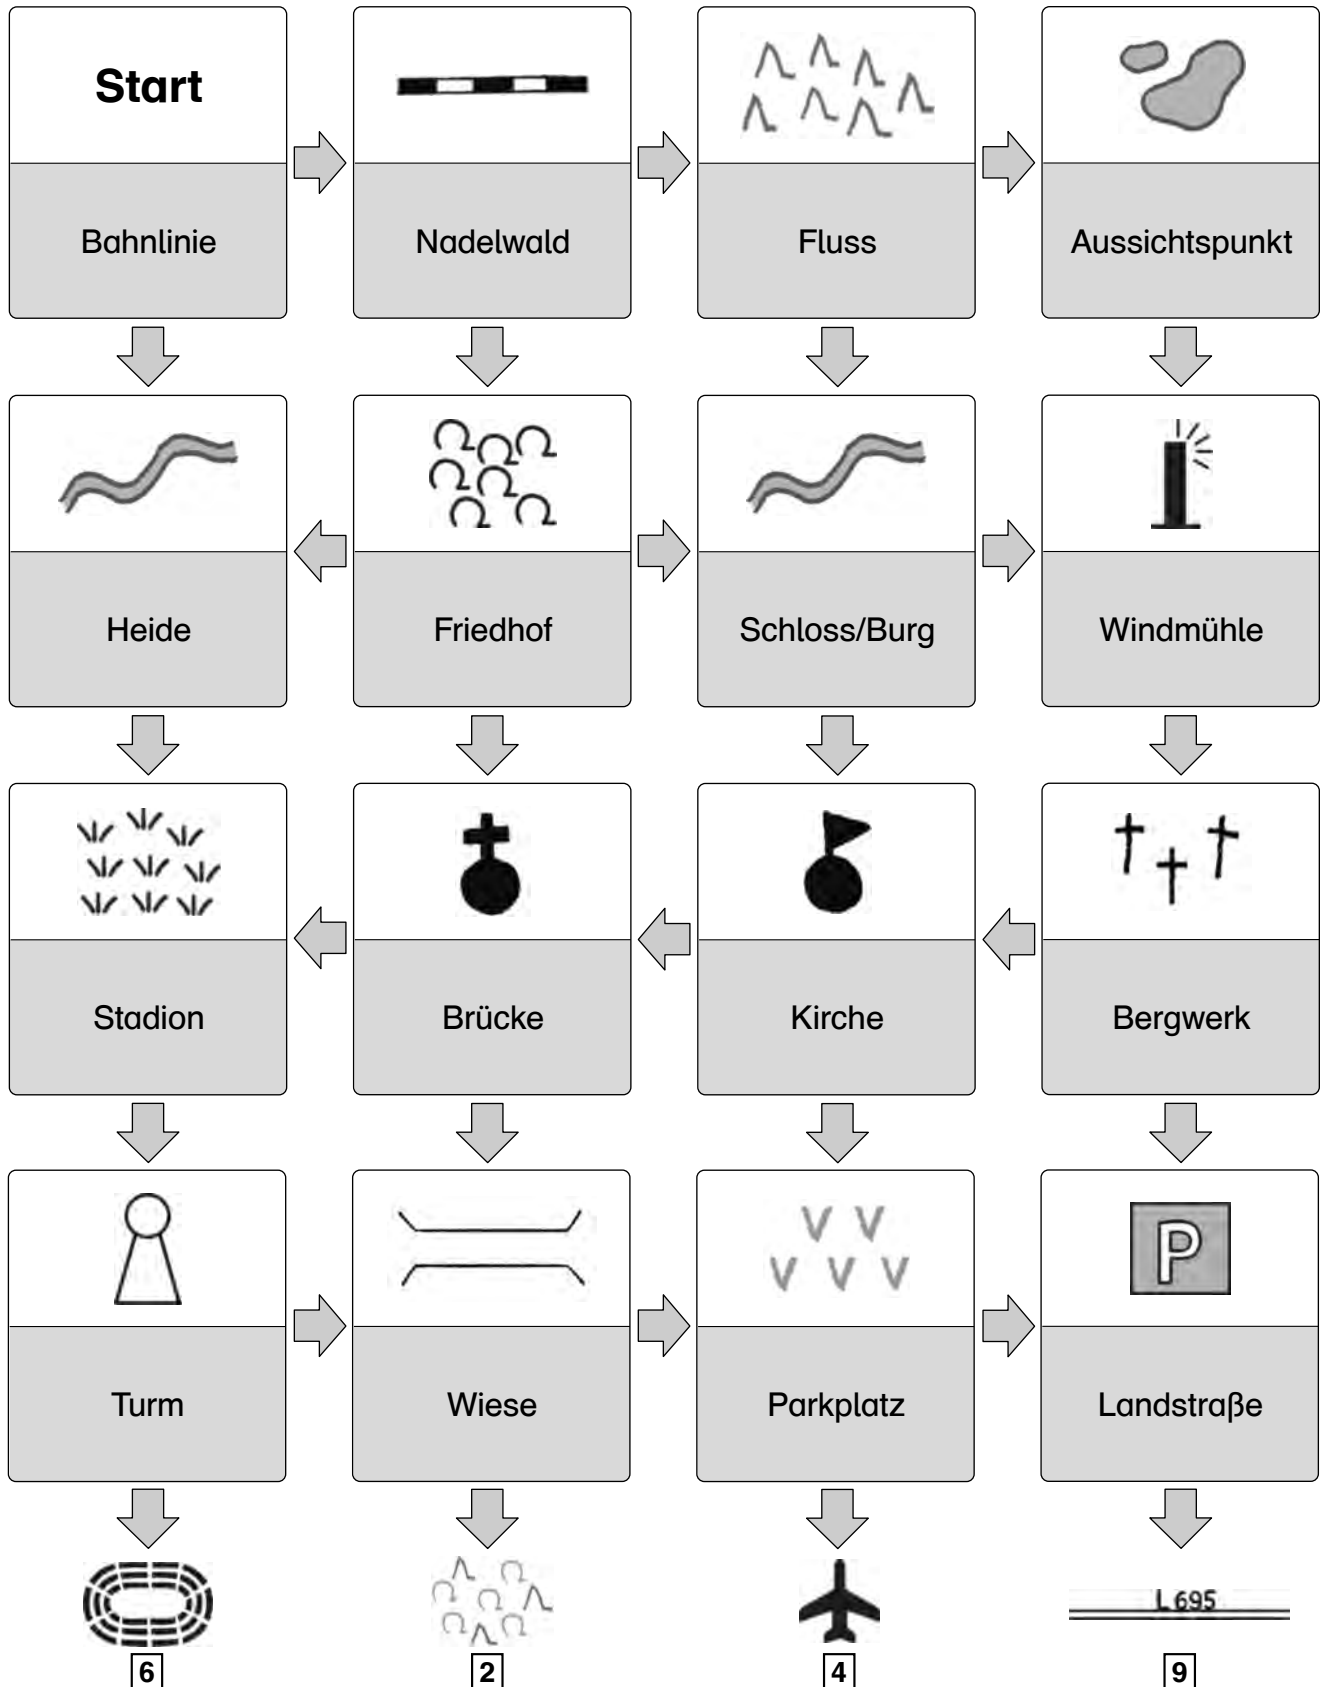 Start
Bahnlinie
Nadelwald
Fluss
Aussichtspunkt
Heide
Friedhof
Schloss/Burg
Windmühle
Stadion
Brücke
Kirche
Bergwerk
P
Turm
Wiese
Parkplatz
Landstraße
L 695
6
2
4
9